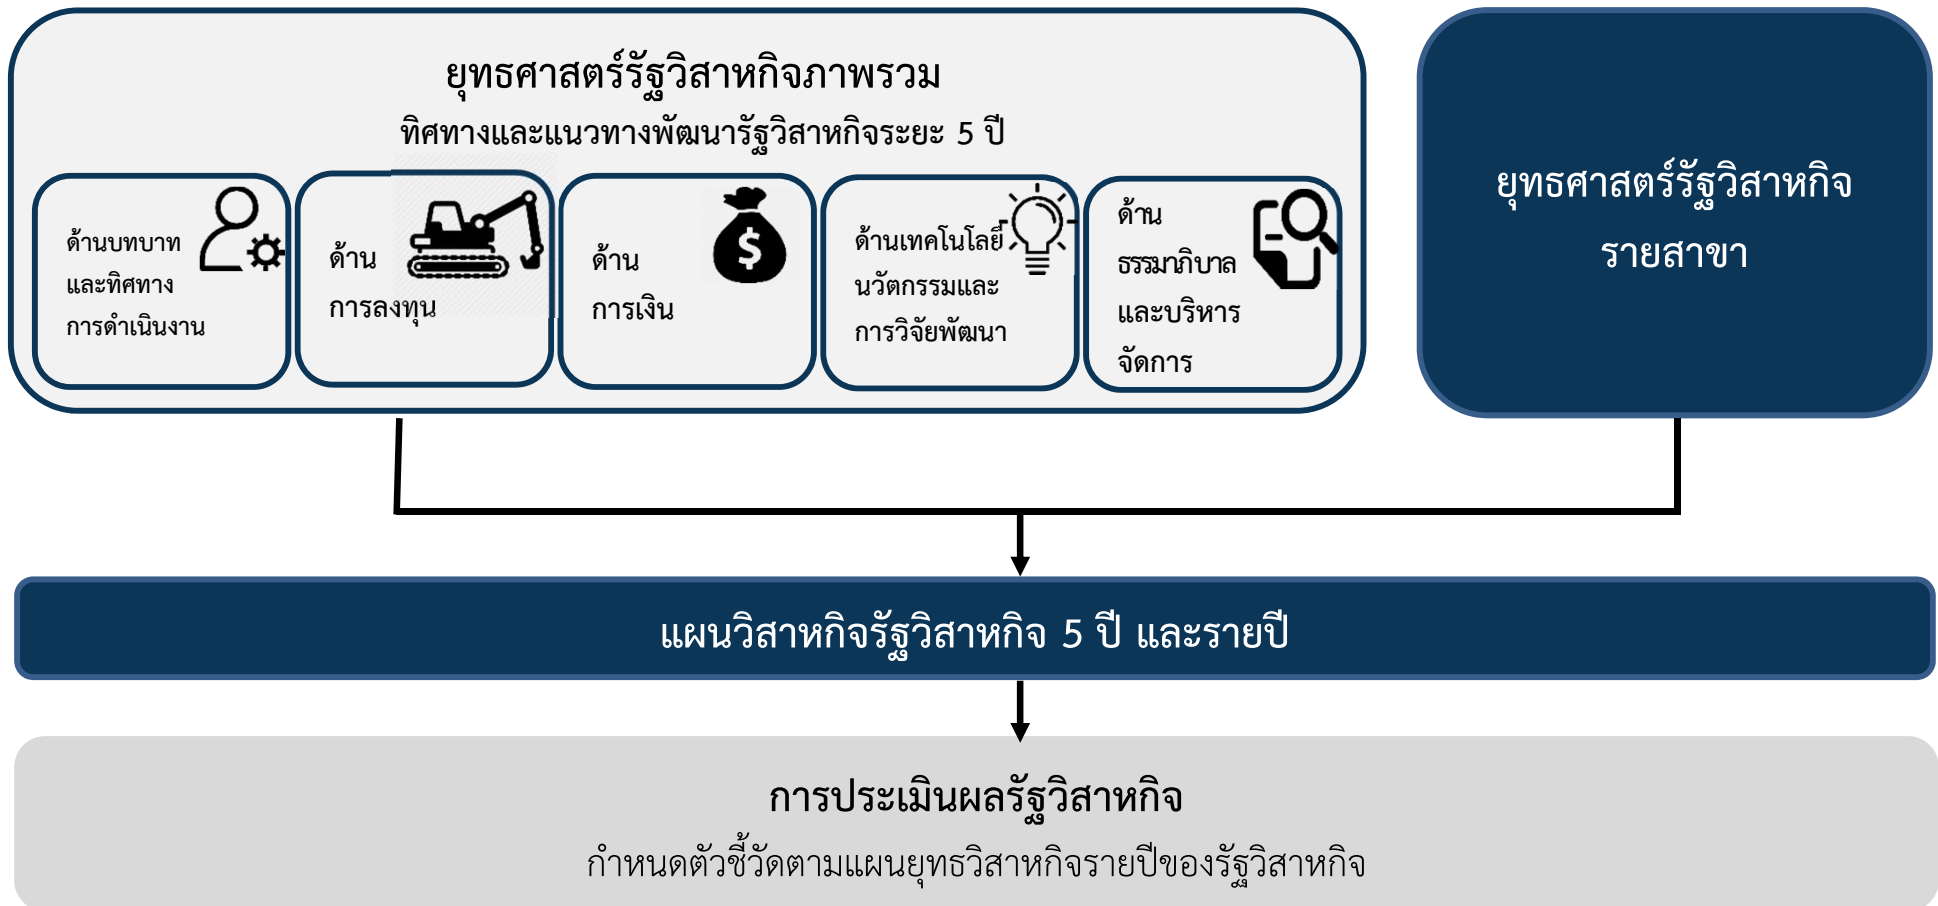 ยุทธศาสตร์รัฐวิสาหกิจภาพรวม
ทิศทางและแนวทางพัฒนารัฐวิสาหกิจระยะ 5 ปี
ด้านบทบาท
และทิศทาง
การดำเนินงาน
ด้าน
การลงทุน
$
ด้าน
การเงิน
ด้านเทคโนโลยี
นวัตกรรมและ
การวิจัยพัฒนา
ด้าน
ธรรมาภิบาล
และบริหาร
จัดการ
ยุทธศาสตร์รัฐวิสาหกิจ
รายสาขา
แผนวิสาหกิจรัฐวิสาหกิจ 5 ปี และรายปี
การประเมินผลรัฐวิสาหกิจ
กำหนดตัวชี้วัดตามแผนยุทธวิสาหกิจรายปีของรัฐวิสาหกิจ